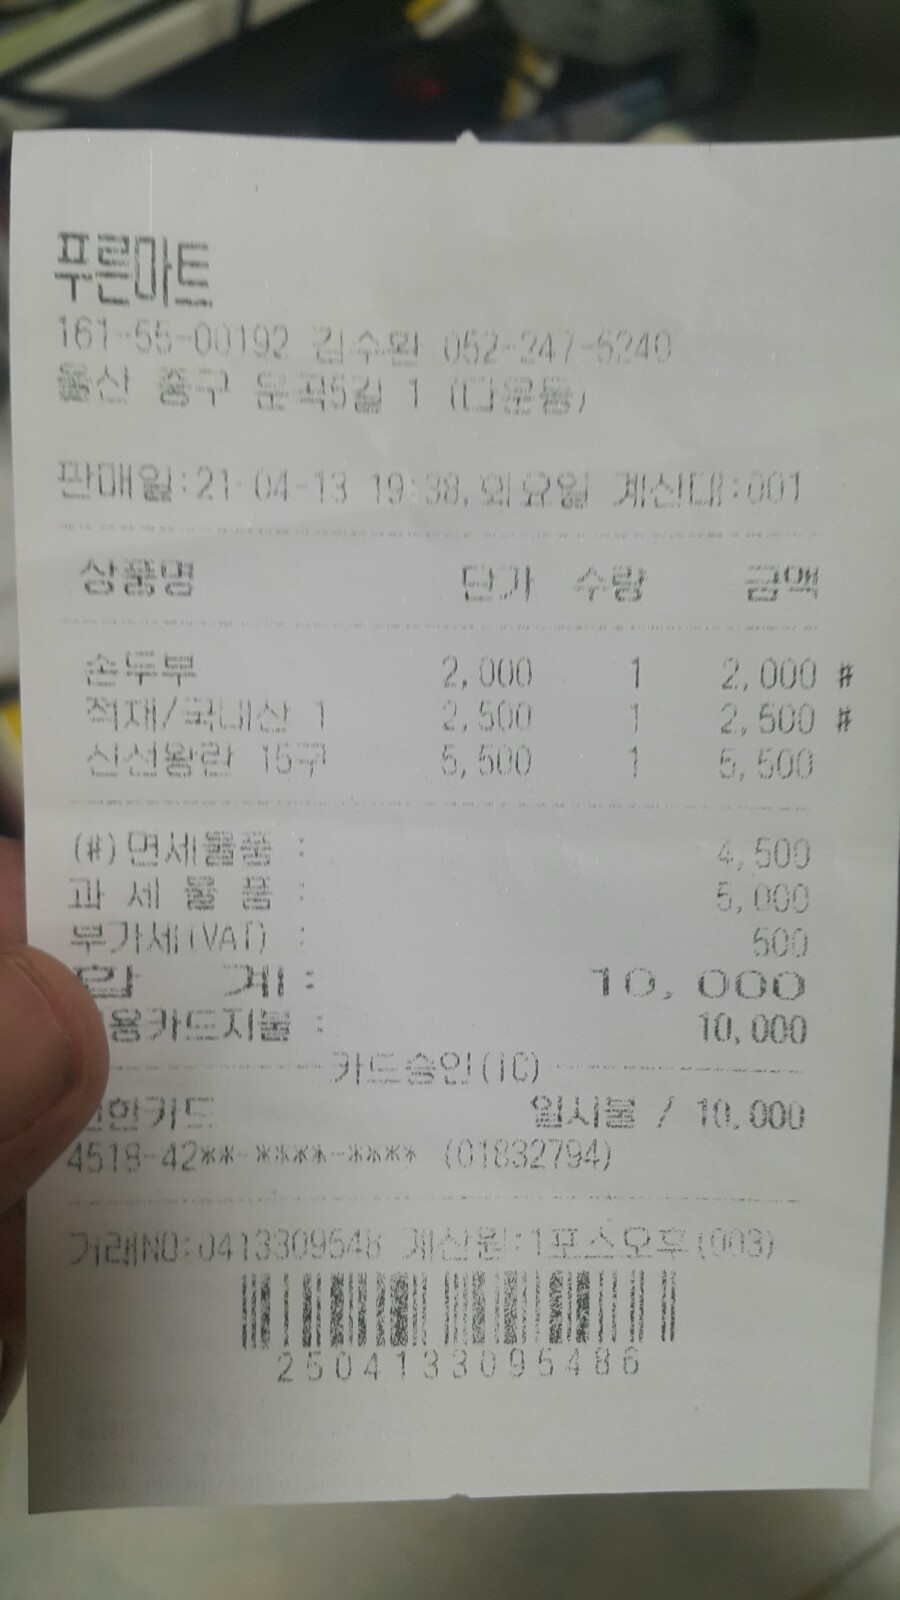 푸른마트
161-55-00192 김수완 052-247-5240
울산 중구 운곡5길 1 (다운동)
판매일:21-04-13 19:38, 화요일 계산대:001
상품명 단가 수량 금액
손두부 2,000 1 2,000 #
적재/국내산 1 2,500 1 2,500 #
신선왕란 15구 5,500 1 5,500
(#)면세물품 : 4,500
과 세 물 품 : 5,000
부가세(VAT) : 500
합 계 : 10,000
용카드지불 : 10,000
카드승인(IC)
신한카드 일시불 / 10,000
4518-42**-****-**** (01832794)
거래NO:0413309548 계산원:1포스오후(003)
2504133095486